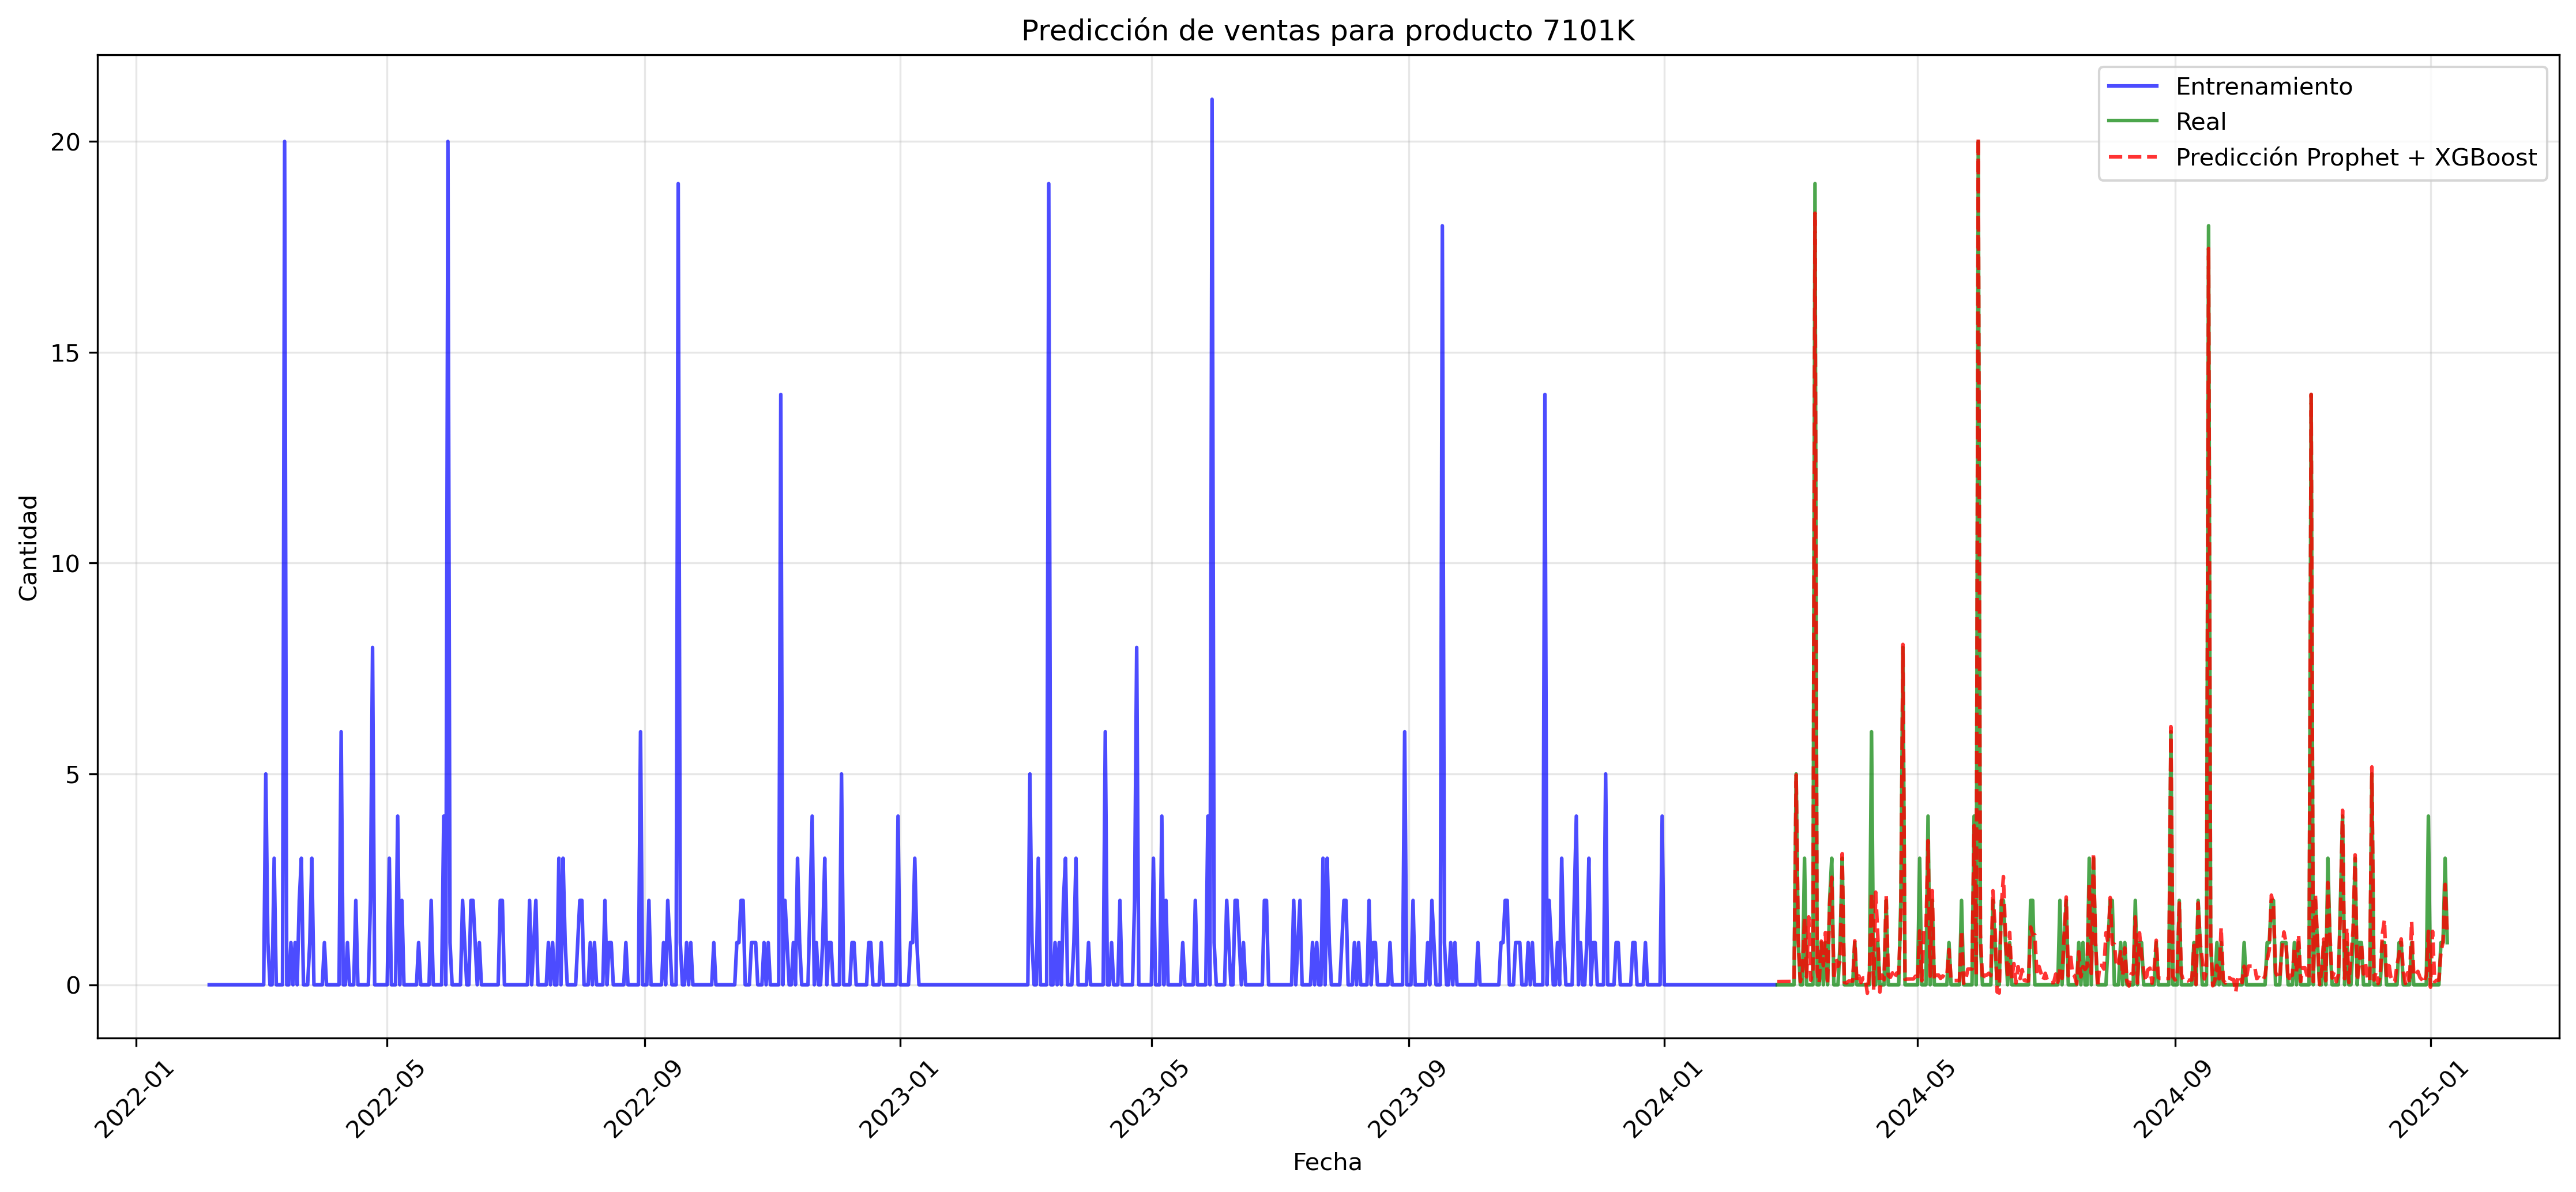 Predicción de ventas para producto 7101K
Entrenamiento
Real
Predicción Prophet + XGBoost
Cantidad
20
15
10
5
0
2022-01
2022-05
2022-09
2023-01
2023-05
2023-09
2024-01
2024-05
2024-09
2025-01
Fecha